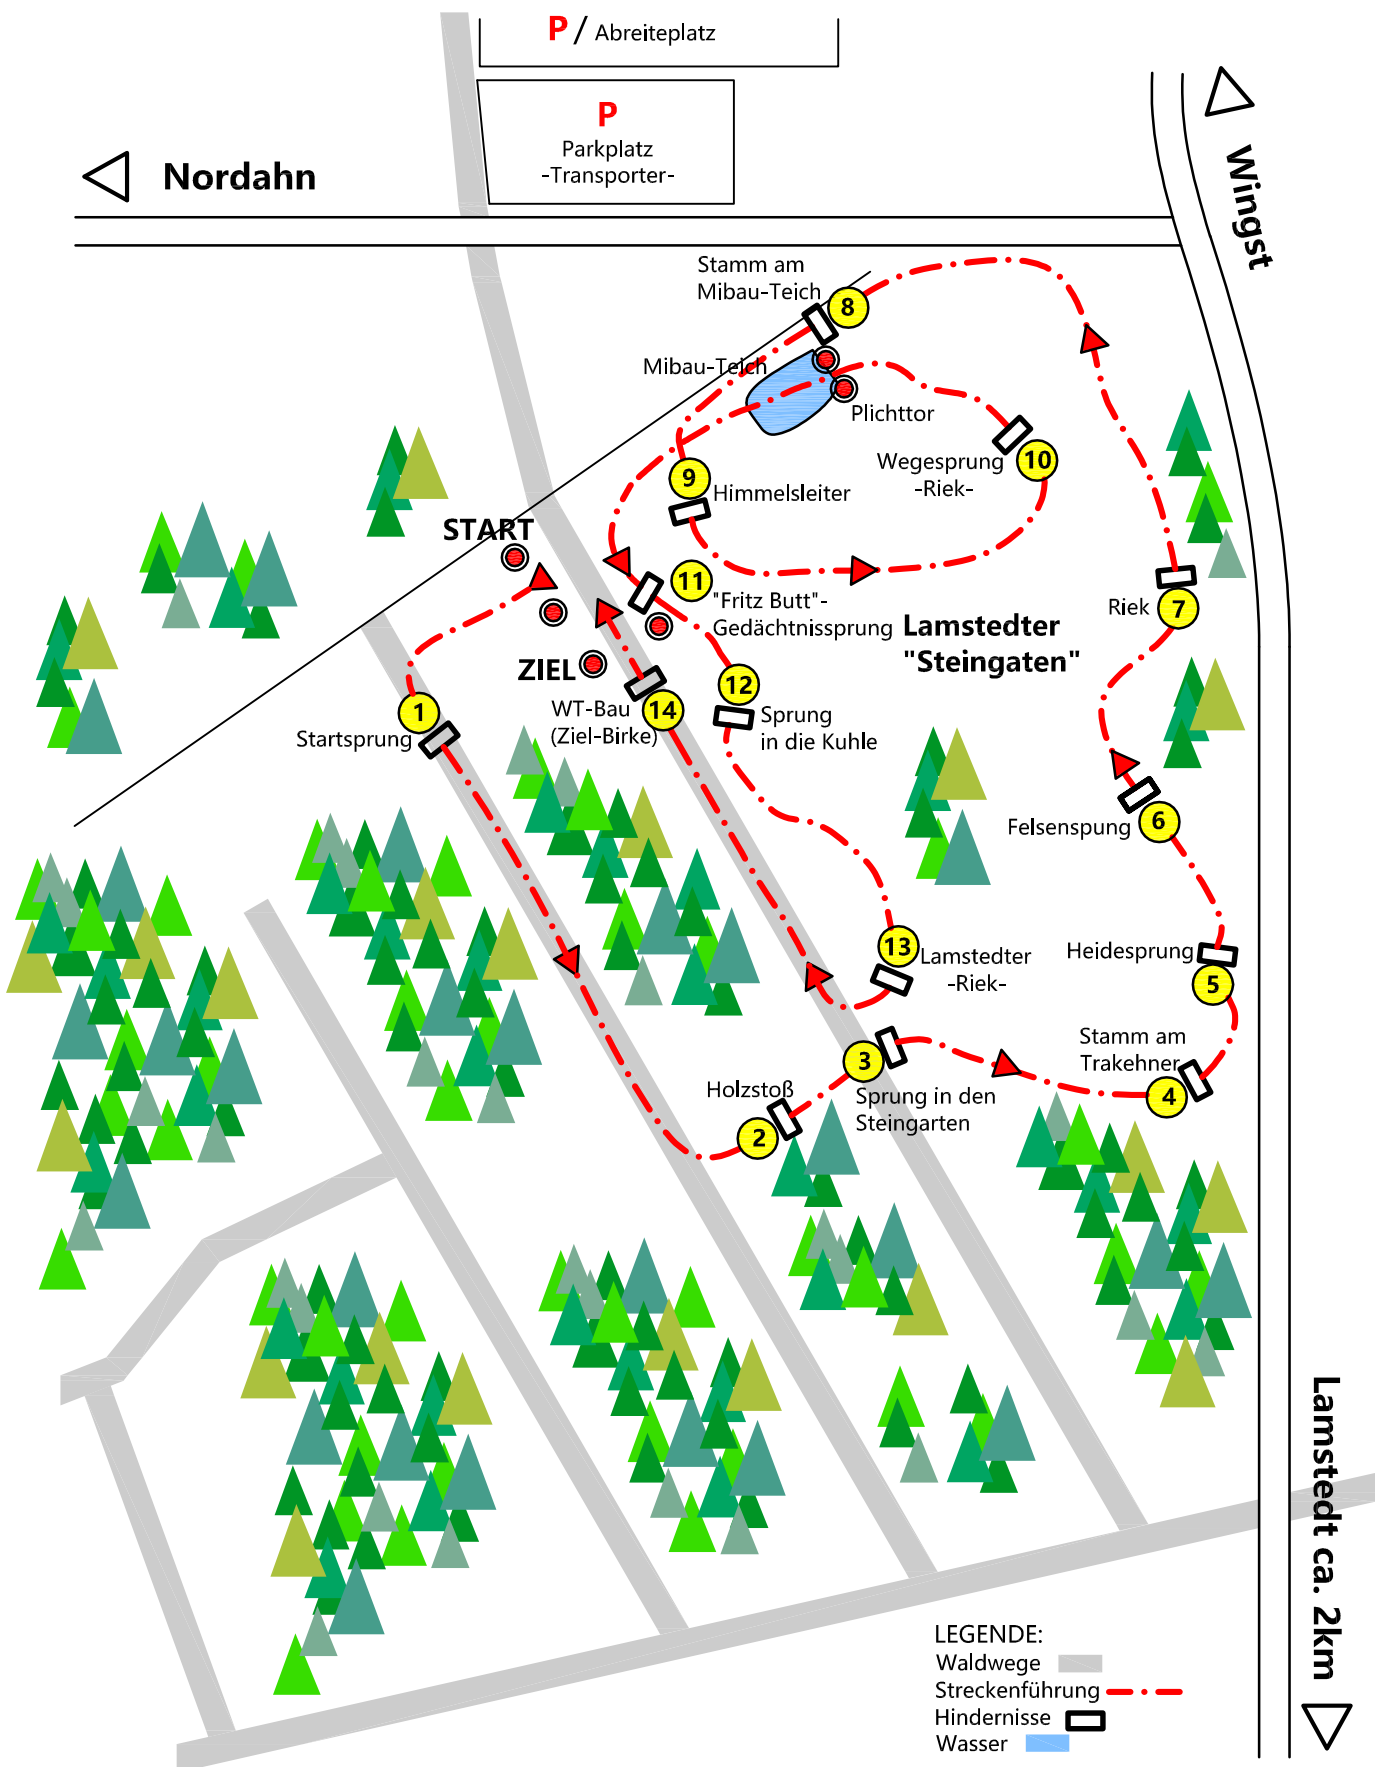 P / Abreiteplatz
P
Parkplatz
-Transporter-
Nordahn
Wingst
Stamm am
Mibau-Teich
8
Mibau-Teich
Plichttor
9
Himmelsleiter
Wegesprung
-Riek-
10
START
11
"Fritz Butt"-
Gedächtnissprung
Lamstedter
"Steingaten"
Riek
7
ZIEL
12
1
Startsprung
WT-Bau
(Ziel-Birke)
14
Sprung
in die Kuhle
Felsenspung
6
13
Lamstedter
-Riek-
Heidesprung
5
Stamm am
Trakehner
4
3
Sprung in den
Steingarten
Holzstoß
2
Lamstedt ca. 2km
LEGENDE:
Waldwege
Streckenführung
Hindernisse
Wasser